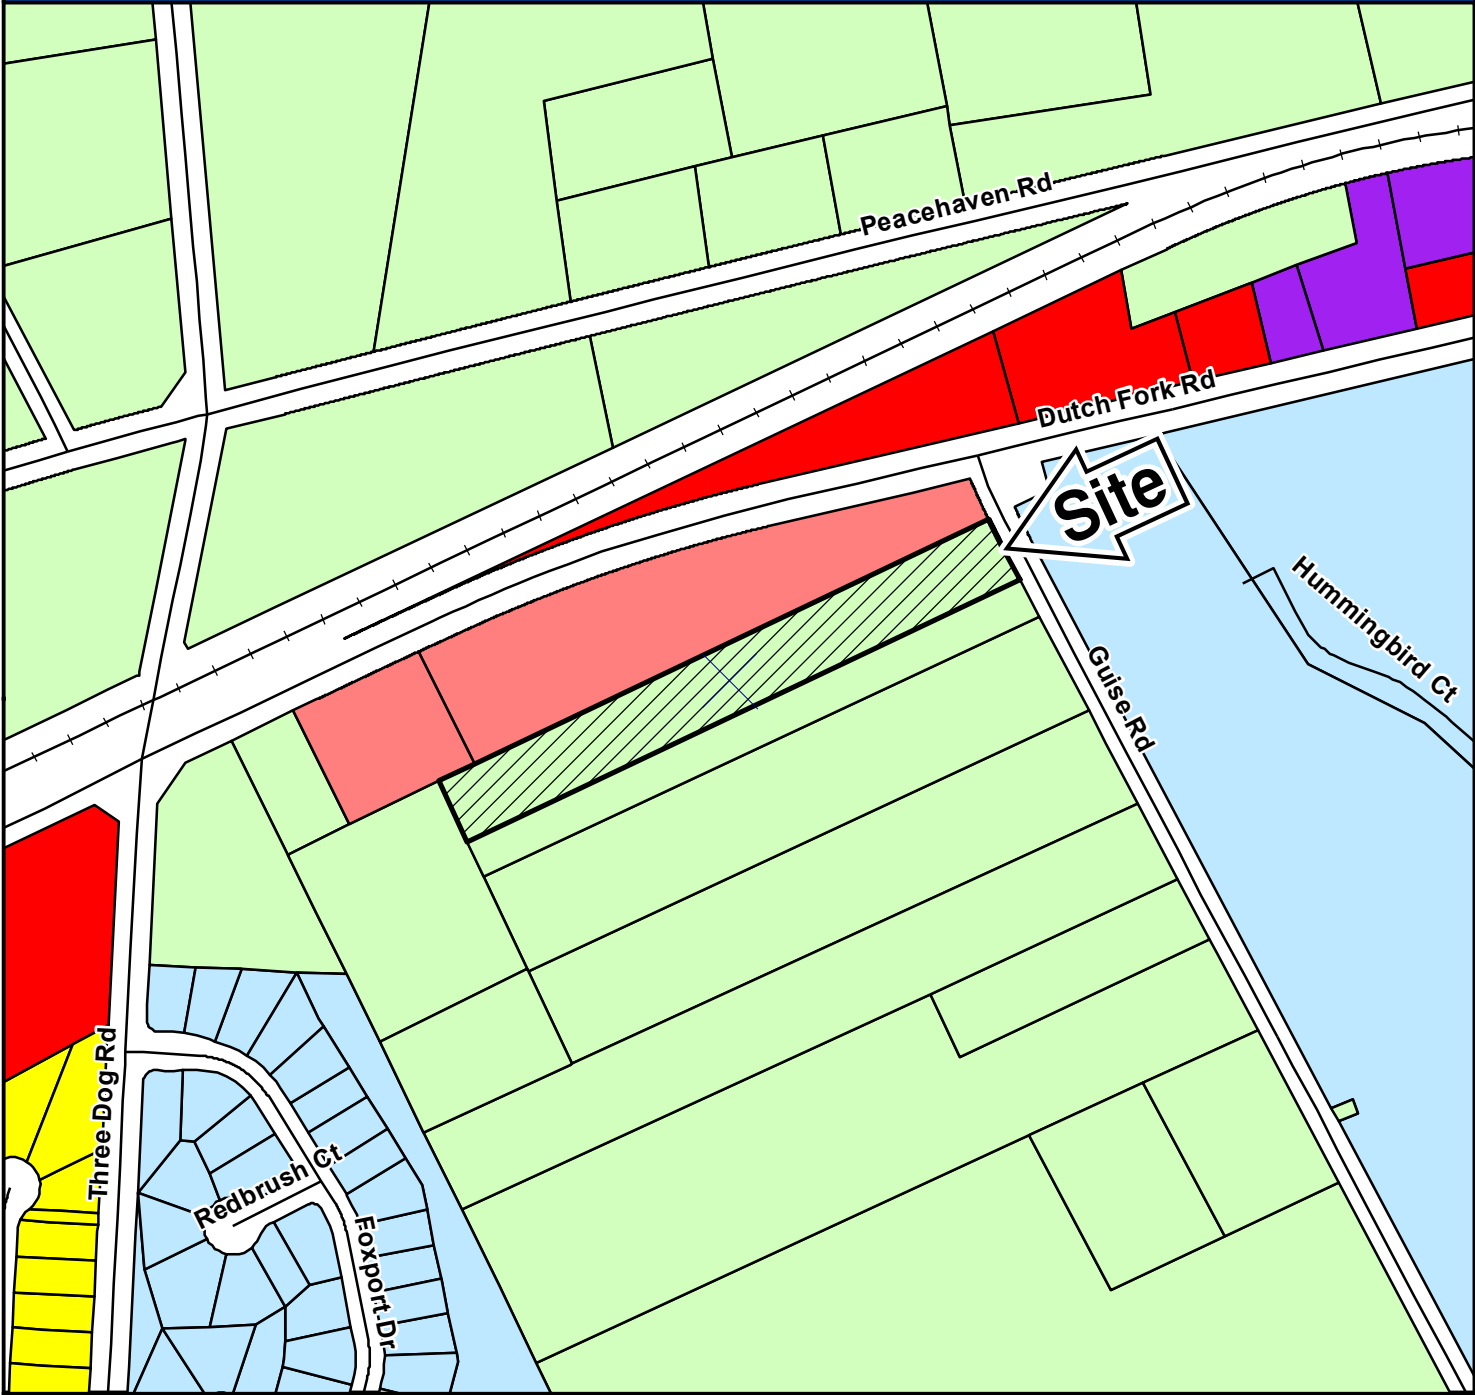 Peacehaven Rd
Dutch Fork Rd
Site
Hummingbird Ct
Guise Rd
Three Dog Rd
Redbrush Ct
Foxport Dr